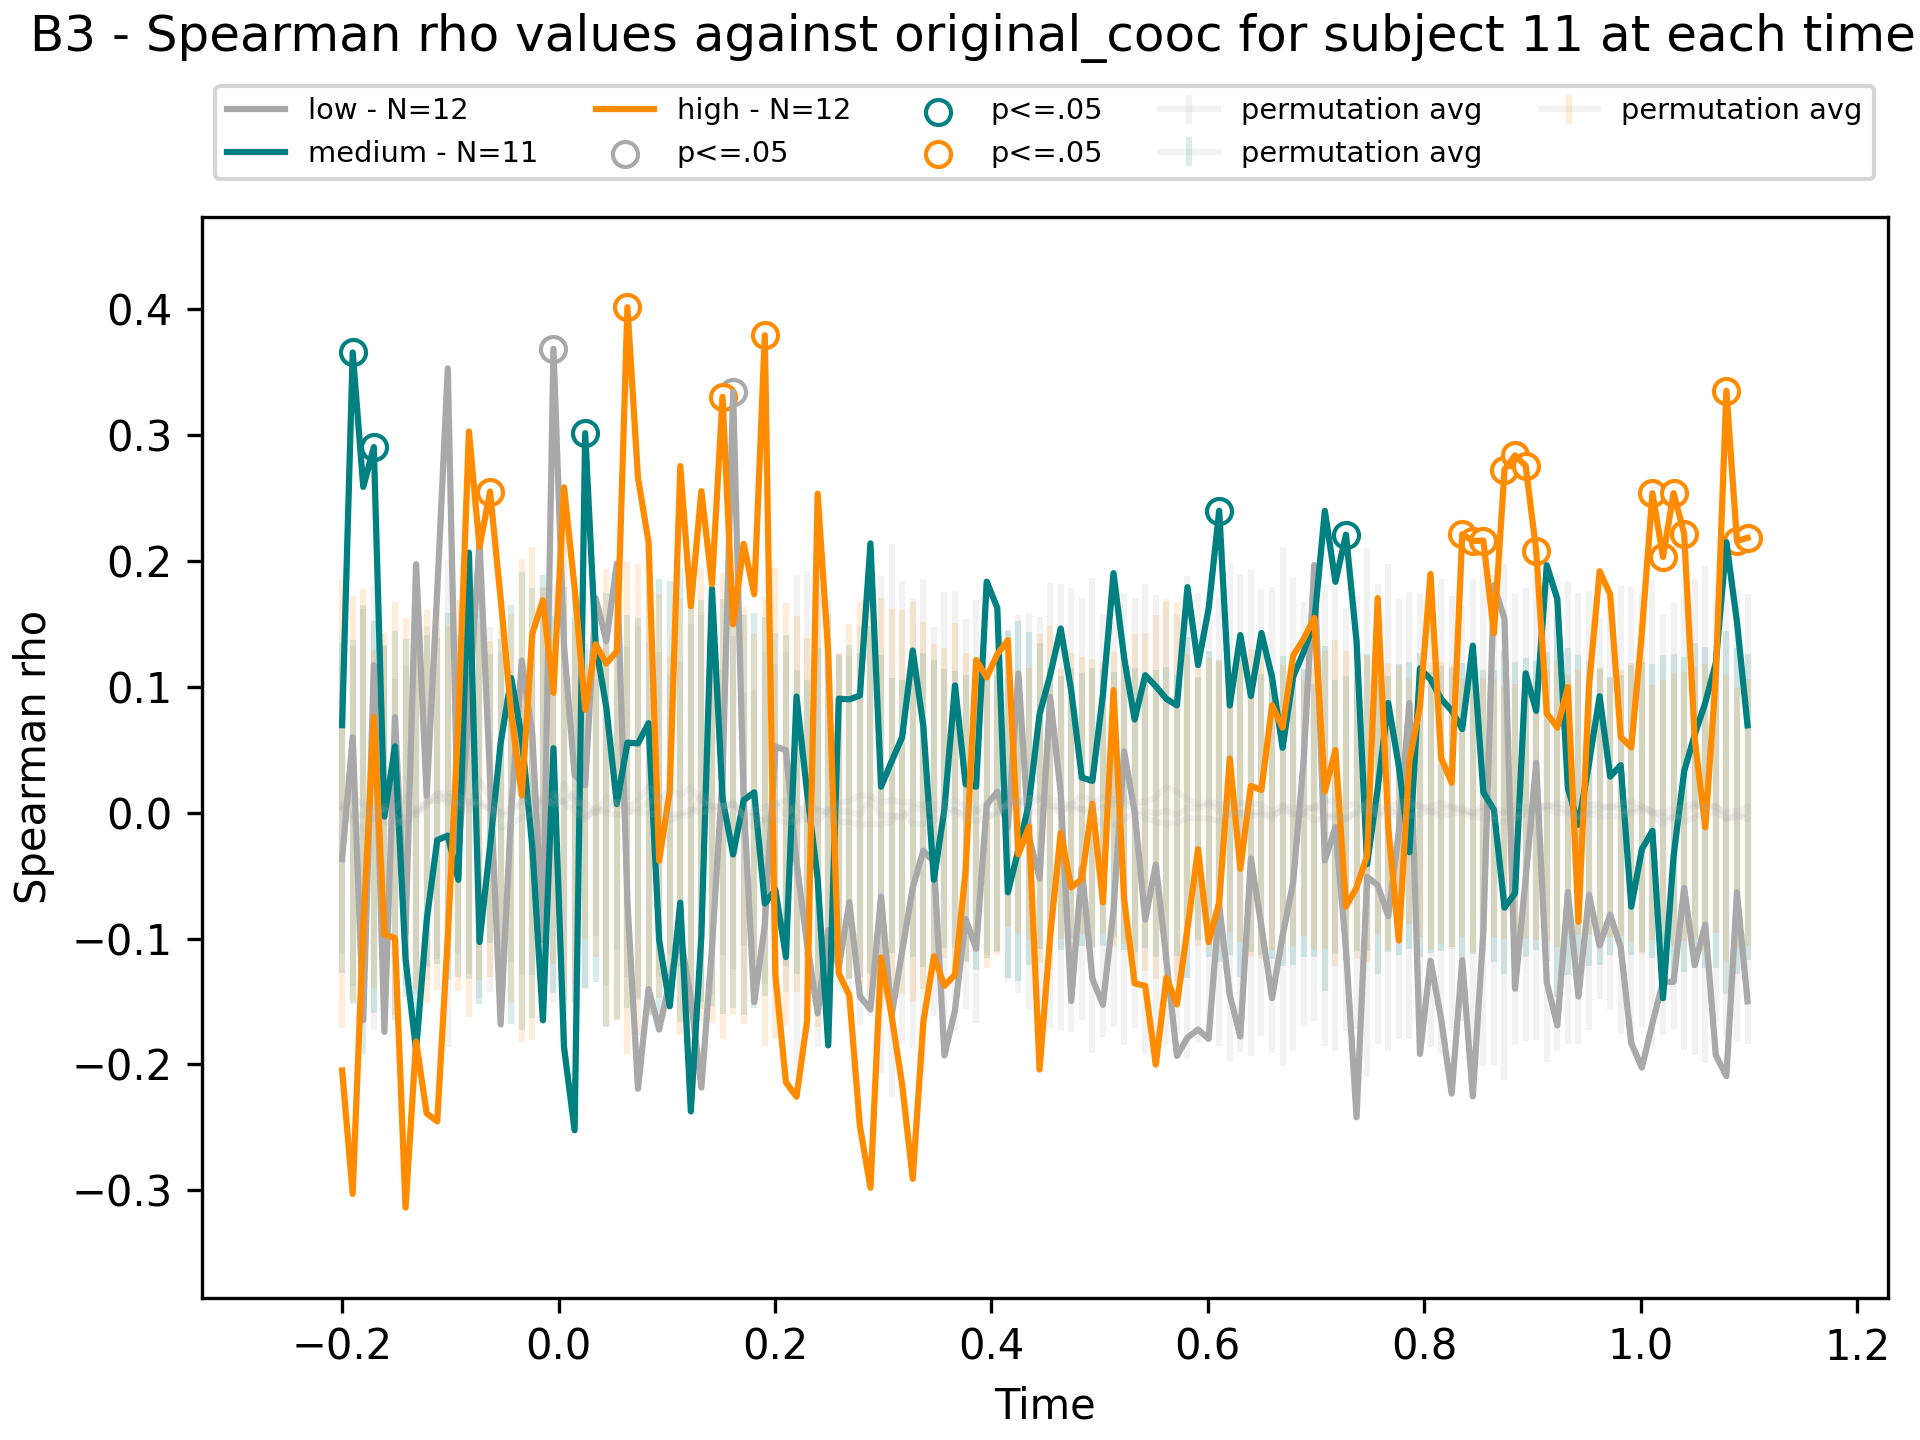 B3 - Spearman rho values against original_cooc for subject 11 at each time
low - N=12
medium - N=11
high - N=12
p<=.05
p<=.05
p<=.05
permutation avg
permutation avg
permutation avg
Spearman rho
0.4
0.3
0.2
0.1
0.0
−0.1
−0.2
−0.3
−0.2
0.0
0.2
0.4
0.6
0.8
1.0
1.2
Time